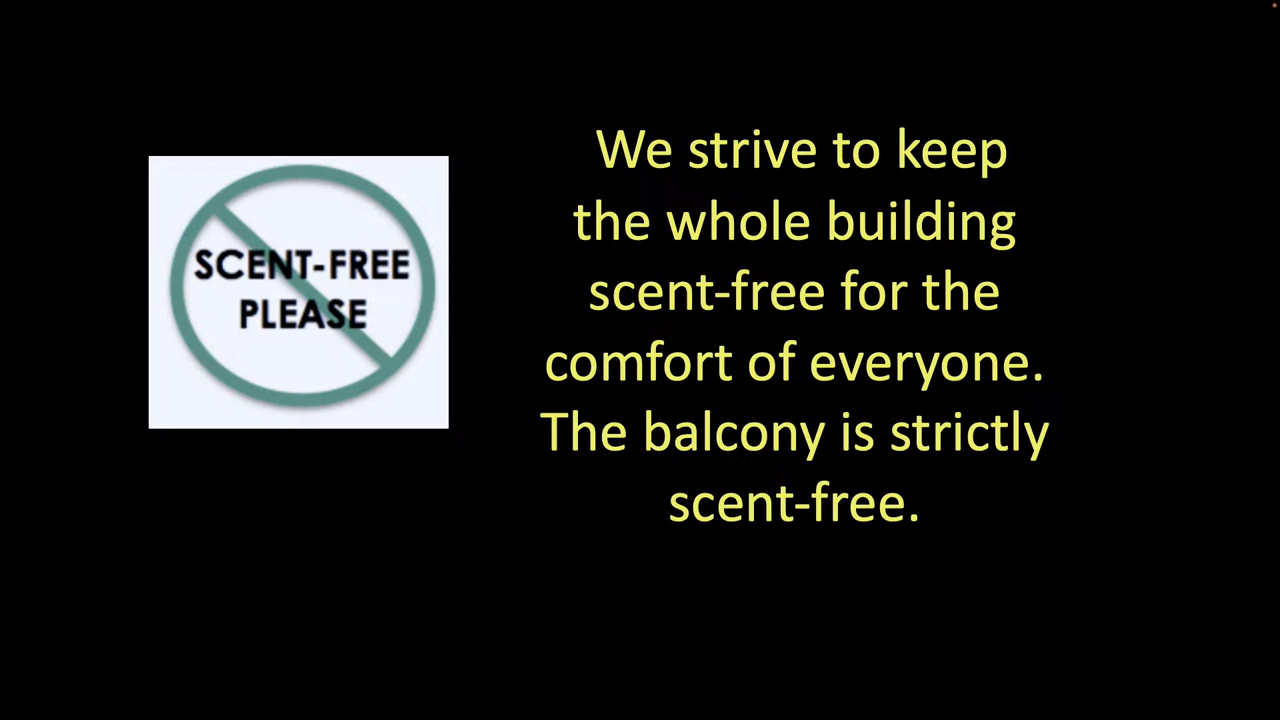 SCENT-FREE
PLEASE
We strive to keep
the whole building
scent-free for the
comfort of everyone.
The balcony is strictly
scent-free.